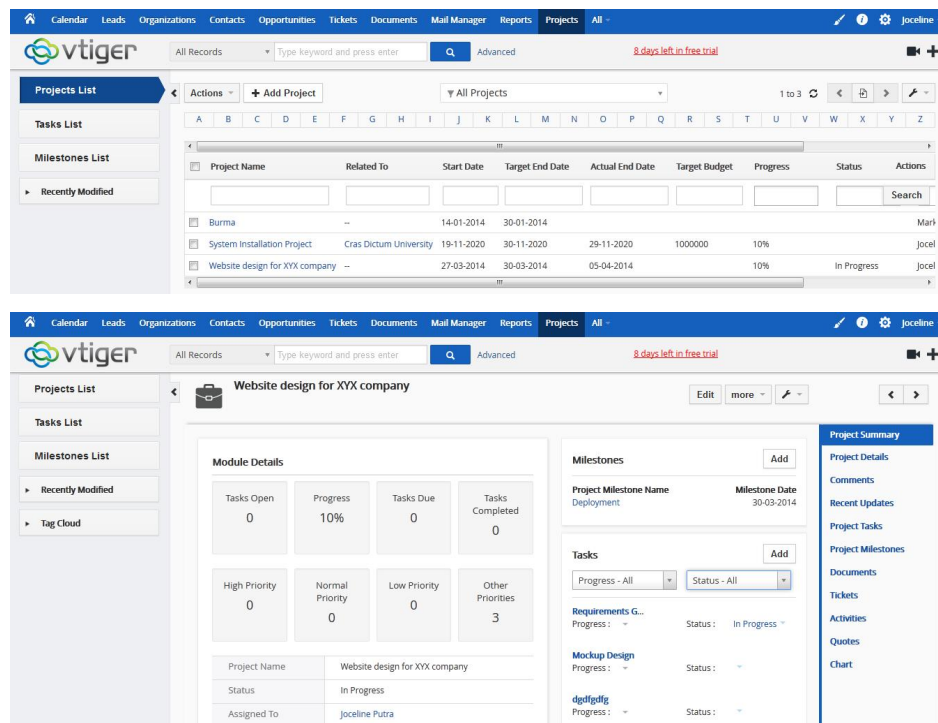 Calendar Leads Organizations Contacts Opportunities Tickets Documents Mail Manager Reports Projects All Joceline
vtiger All Records Type keyword and press enter Advanced 8 days left in free trial
Projects List Actions + Add Project All Projects 1 to 3
Tasks List A B C D E F G H I J K L M N O P Q R S T U V W X Y Z
Milestones List
Project Name Related To Start Date Target End Date Actual End Date Target Budget Progress Status Actions
Recently Modified Search
Burma -- 14-01-2014 30-01-2014 Mark
System Installation Project Cras Dictum University 19-11-2020 30-11-2020 29-11-2020 1000000 10% Jocel
Website design for XYX company -- 27-03-2014 30-03-2014 05-04-2014 10% In Progress Jocel
Calendar Leads Organizations Contacts Opportunities Tickets Documents Mail Manager Reports Projects All Joceline
vtiger All Records Type keyword and press enter Advanced 8 days left in free trial
Projects List
Tasks List
Milestones List
Recently Modified
Tag Cloud
Website design for XYX company Edit more
Module Details
Tasks Open Progress Tasks Due Tasks
Completed
0 10% 0 0
High Priority Normal
Priority Low Priority Other
Priorities
0 0 0 3
Project Name Website design for XYX company
Status In Progress
Assigned To Joceline Putra
Milestones Add
Project Milestone Name Milestone Date
Deployment 30-03-2014
Tasks Add
Progress - All Status - All
Requirements G...
Progress : Status : In Progress
Mockup Design
Progress : Status :
dgdfgdfg
Progress : Status :
Project Summary
Project Details
Comments
Recent Updates
Project Tasks
Project Milestones
Documents
Tickets
Activities
Quotes
Chart